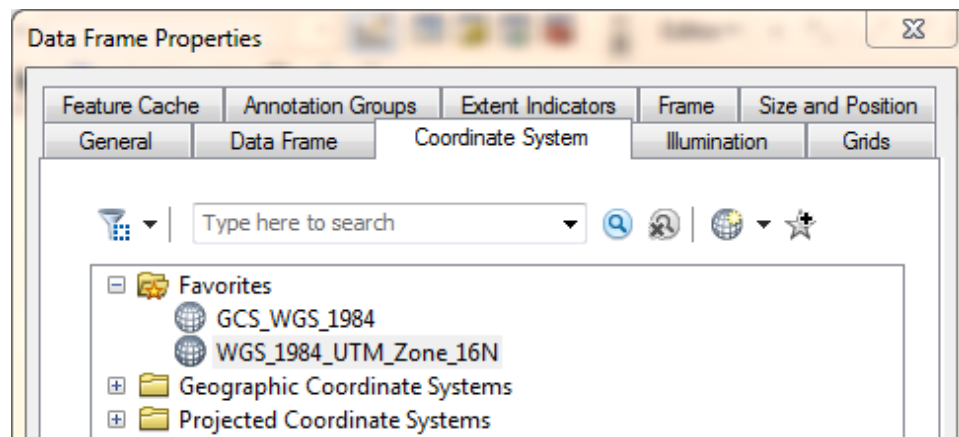 Data Frame Properties
Feature Cache Annotation Groups Extent Indicators Frame Size and Position
General Data Frame Coordinate System Illumination Grids
Type here to search
Favorites
GCS_WGS_1984
WGS_1984_UTM_Zone_16N
Geographic Coordinate Systems
Projected Coordinate Systems